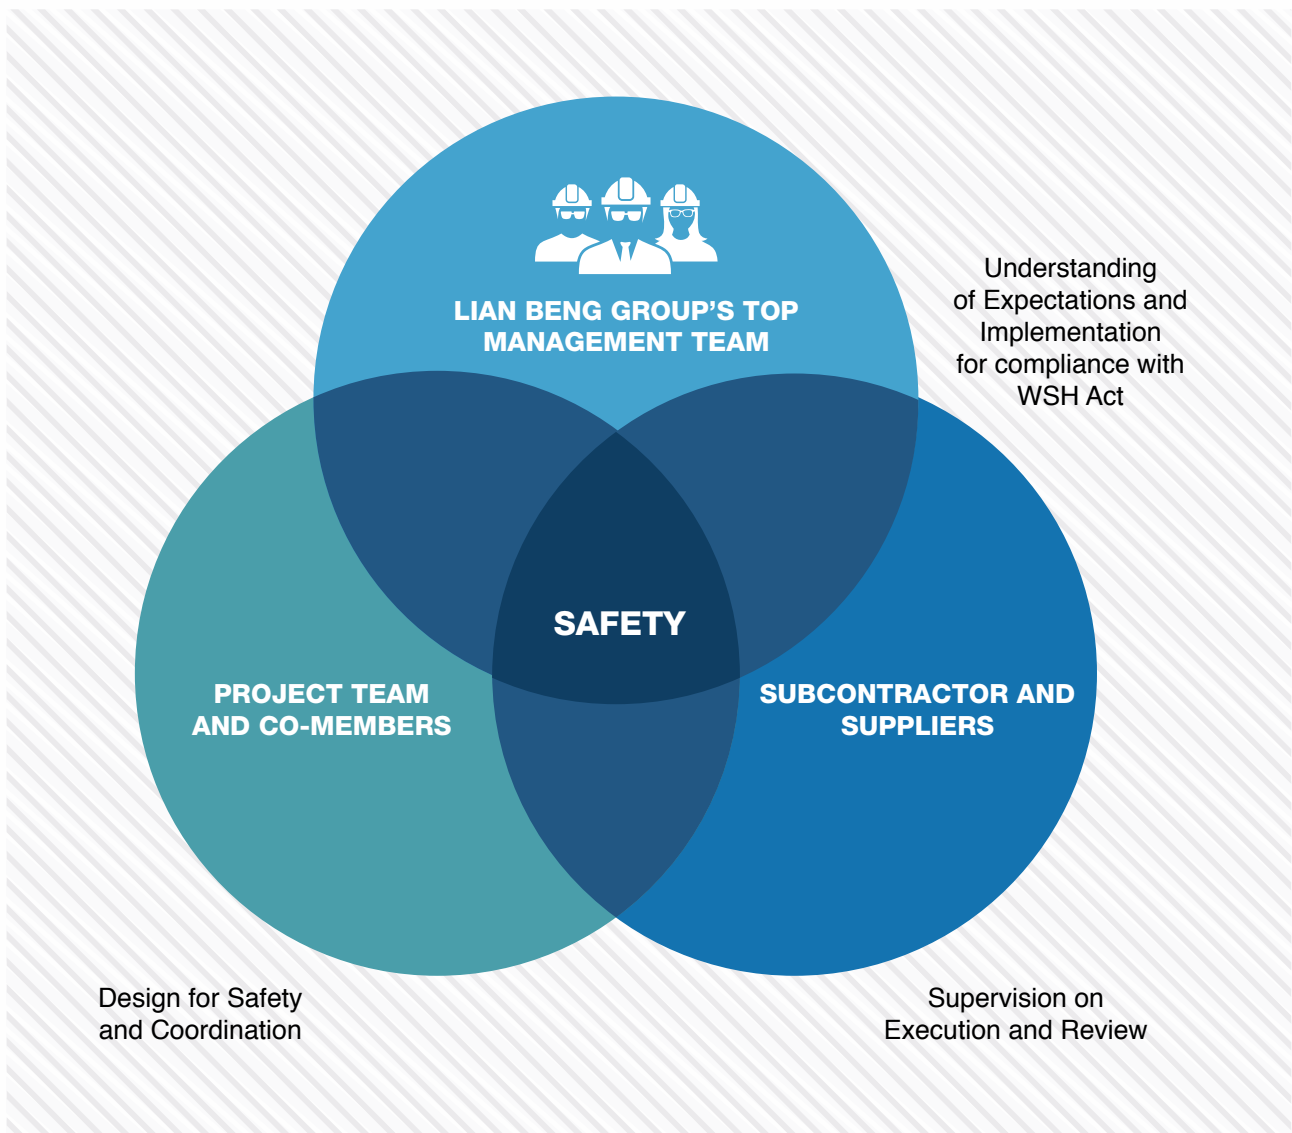 LIAN BENG GROUP’S TOP
MANAGEMENT TEAM
Understanding
of Expectations and
Implementation
for compliance with
WSH Act
SAFETY
PROJECT TEAM
AND CO-MEMBERS
SUBCONTRACTOR AND
SUPPLIERS
Design for Safety
and Coordination
Supervision on
Execution and Review